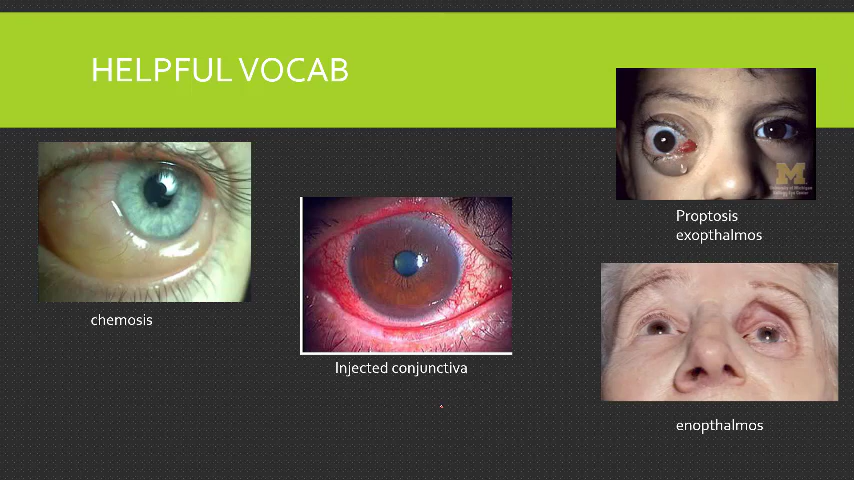 HELPFUL VOCAB
Proptosis
exopthalmos
chemosis
Injected conjunctiva
enopthalmos